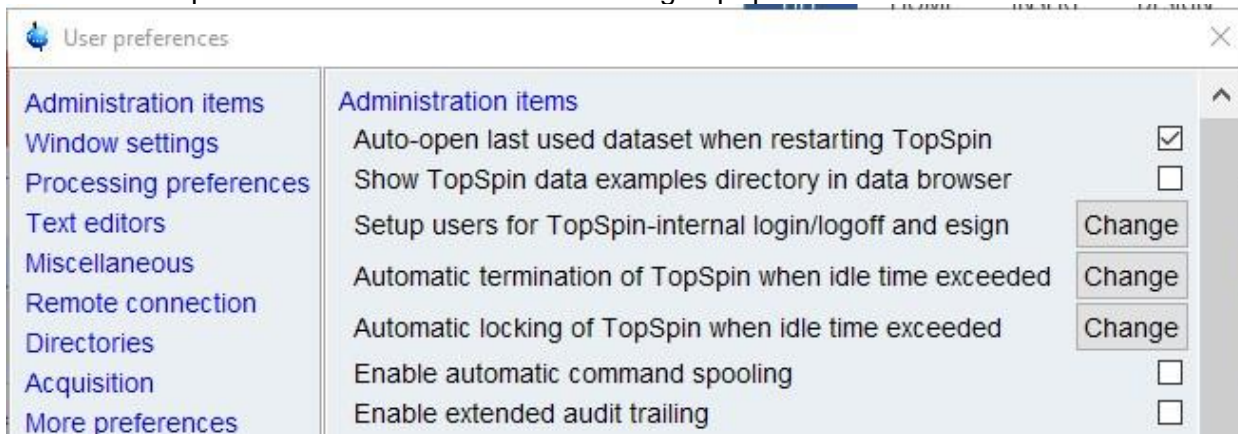 User preferences
Administration items
Window settings
Processing preferences
Text editors
Miscellaneous
Remote connection
Directories
Acquisition
More preferences
Administration items
Auto-open last used dataset when restarting TopSpin
Show TopSpin data examples directory in data browser
Setup users for TopSpin-internal login/logoff and esign Change
Automatic termination of TopSpin when idle time exceeded Change
Automatic locking of TopSpin when idle time exceeded Change
Enable automatic command spooling
Enable extended audit trailing